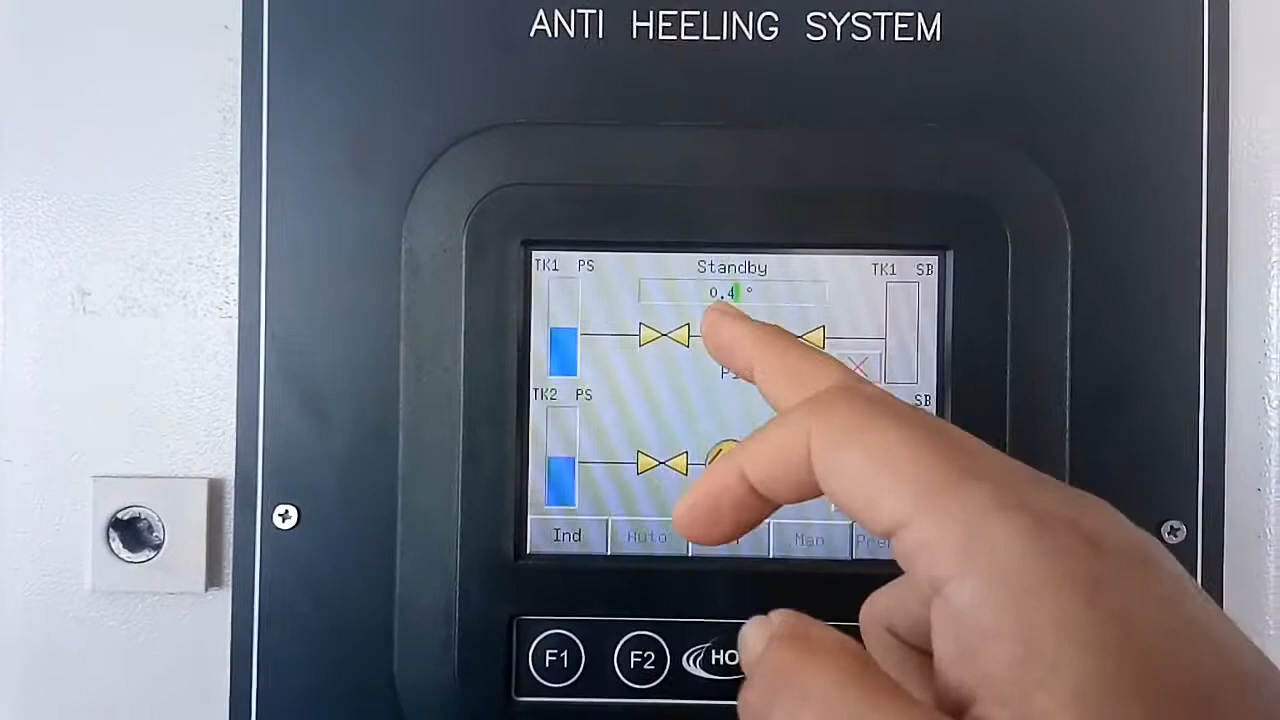 ANTI HEELING SYSTEM
TK1 PS Standby TK1 SB
0.4 °
TK2 PS SB
Ind Auto Man
F1 F2